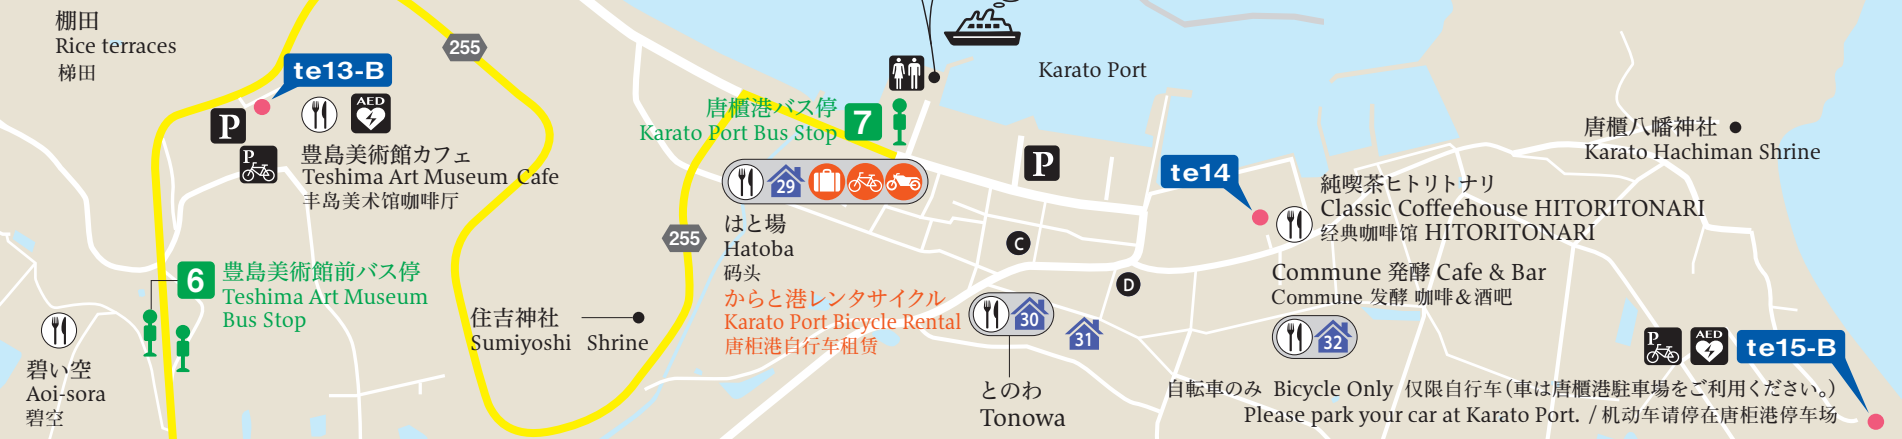 棚田
Rice terraces
梯田
te13-B
255
P
AED
P
豊島美術館カフェ
Teshima Art Museum Cafe
丰岛美术馆咖啡厅
6
豊島美術館前バス停
Teshima Art Museum
Bus Stop
碧い空
Aoi-sora
碧空
住吉神社
Sumiyoshi Shrine
255
唐櫃港バス停
Karato Port Bus Stop
7
29
はと場
Hatoba
码头
からと港レンタサイクル
Karato Port Bicycle Rental
唐柜港自行车租赁
Karato Port
P
C
D
30
31
とのわ
Tonowa
te14
純喫茶ヒトリトナリ
Classic Coffeehouse HITORITONARI
经典咖啡馆 HITORITONARI
Commune 発酵 Cafe & Bar
Commune 发酵 咖啡&酒吧
32
唐櫃八幡神社
Karato Hachiman Shrine
P
AED
te15-B
自転車のみ Bicycle Only 仅限自行车(車は唐櫃港駐車場をご利用ください。)
Please park your car at Karato Port. / 机动车请停在唐柜港停车场